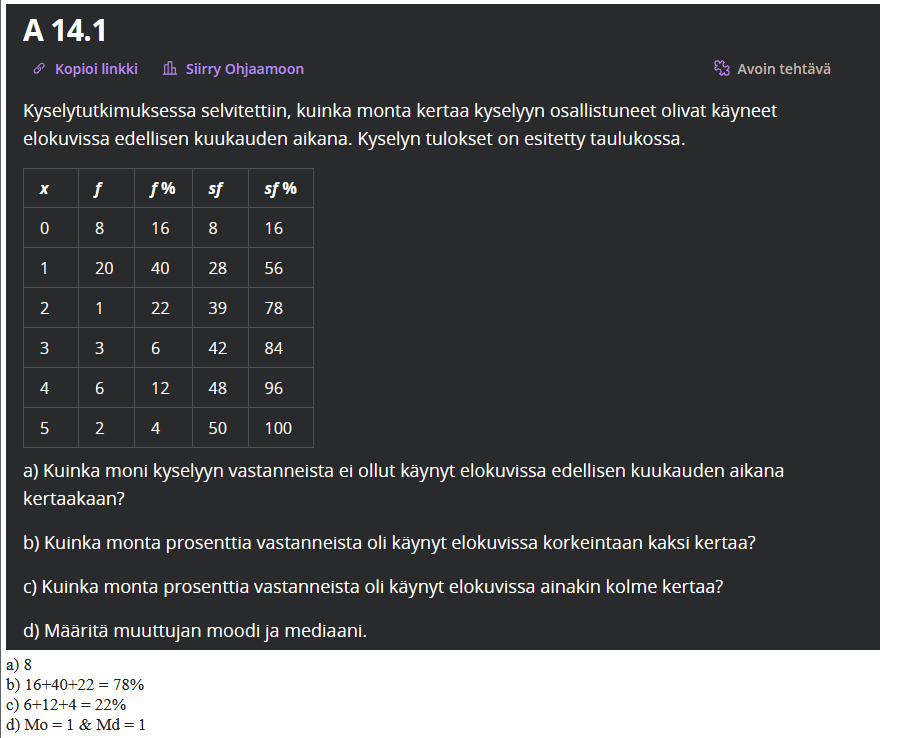 A 14.1
Kopioi linkki Siirry Ohjaamoon Avoin tehtävä
Kyselytutkimuksessa selvitettiin, kuinka monta kertaa kyselyyn osallistuneet olivat käyneet
elokuvissa edellisen kuukauden aikana. Kyselyn tulokset on esitetty taulukossa.
x f f % sf sf %
0 8 16 8 16
1 20 40 28 56
2 1 22 39 78
3 3 6 42 84
4 6 12 48 96
5 2 4 50 100
a) Kuinka moni kyselyyn vastanneista ei ollut käynyt elokuvissa edellisen kuukauden aikana
kertaakaan?
b) Kuinka monta prosenttia vastanneista oli käynyt elokuvissa korkeintaan kaksi kertaa?
c) Kuinka monta prosenttia vastanneista oli käynyt elokuvissa ainakin kolme kertaa?
d) Määritä muuttujan moodi ja mediaani.
a) 8
b) 16+40+22 = 78%
c) 6+12+4 = 22%
d) Mo = 1 & Md = 1